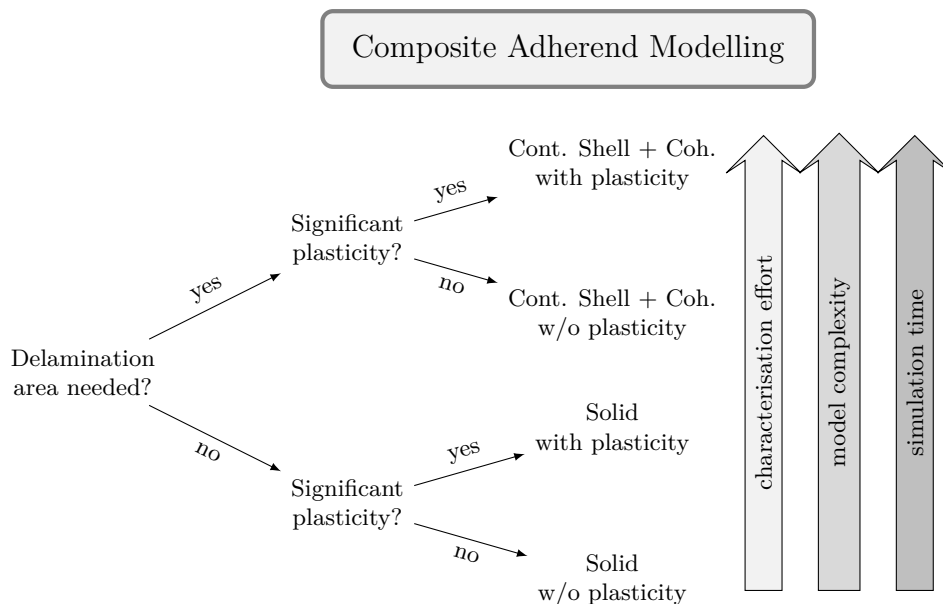 Composite Adherend Modelling
Cont. Shell + Coh.
with plasticity
yes
Significant
plasticity?
no
yes
Cont. Shell + Coh.
w/o plasticity
Delamination
area needed?
no
Solid
with plasticity
yes
Significant
plasticity?
no
Solid
w/o plasticity
characterisation effort
model complexity
simulation time